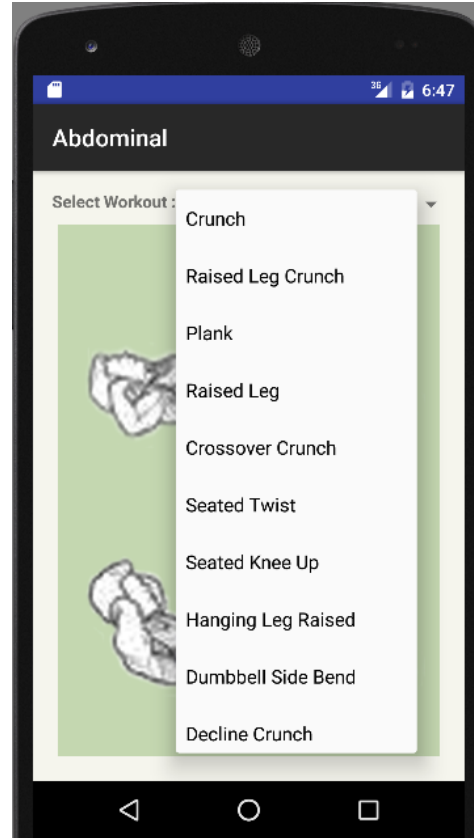 3G 6:47
Abdominal
Select Workout :
Crunch
Raised Leg Crunch
Plank
Raised Leg
Crossover Crunch
Seated Twist
Seated Knee Up
Hanging Leg Raised
Dumbbell Side Bend
Decline Crunch